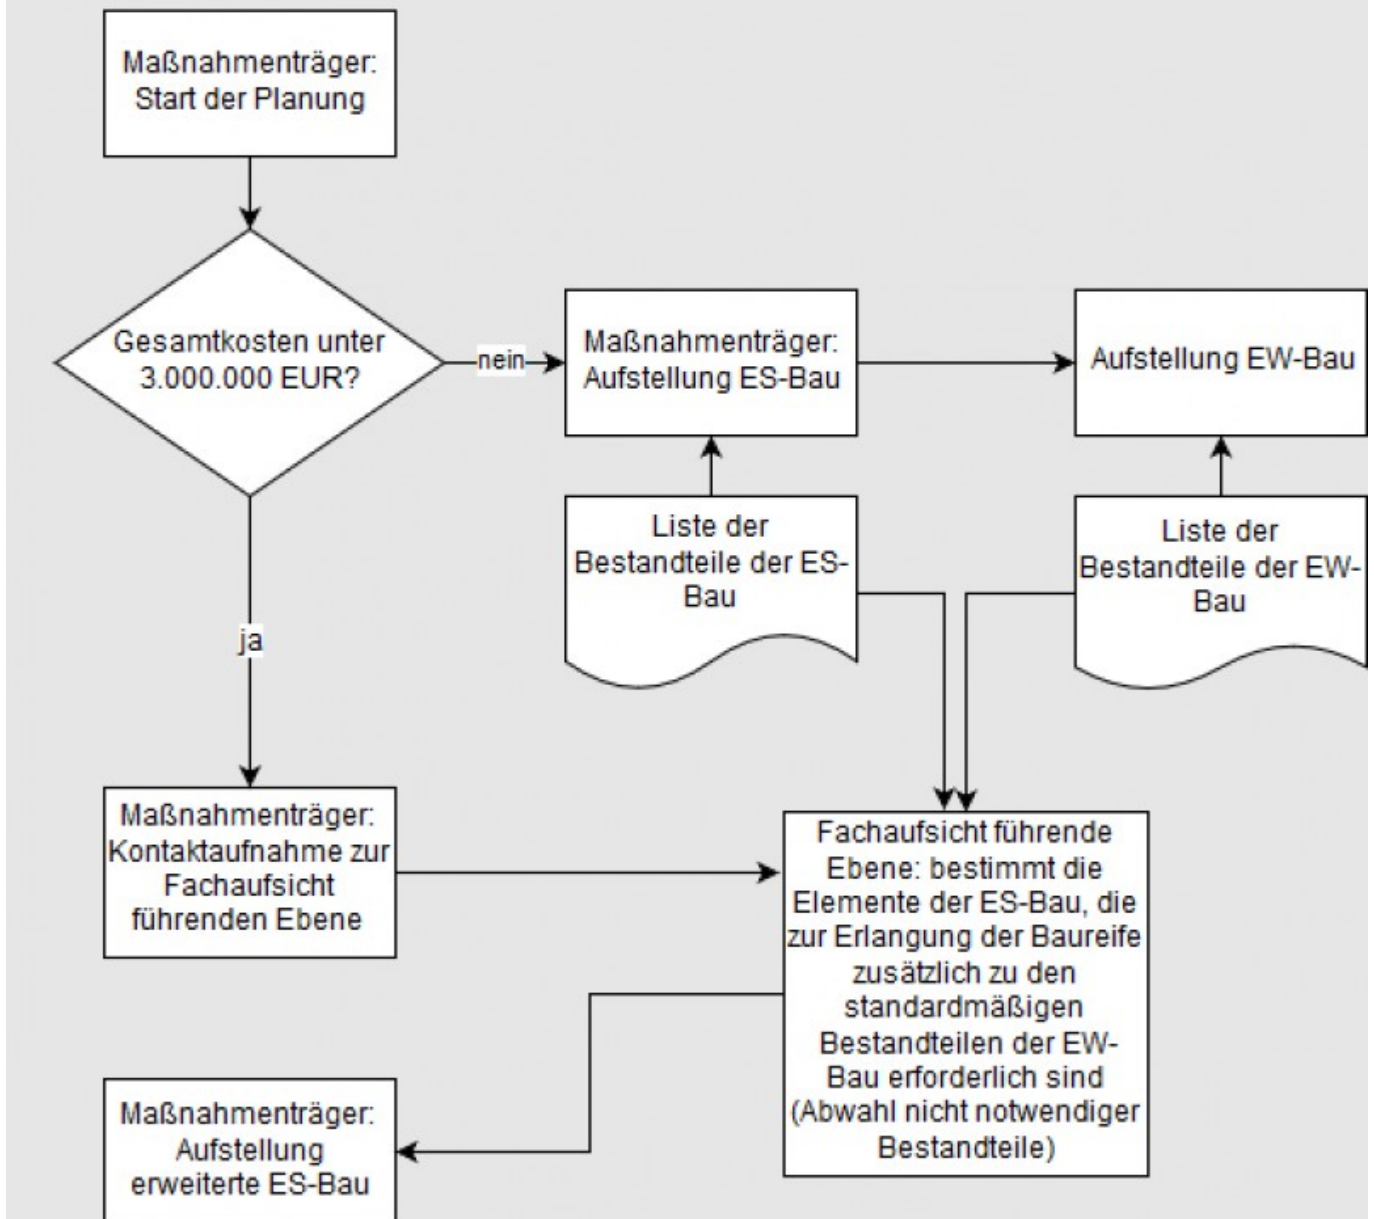 Maßnahmenträger:
Start der Planung
Gesamtkosten unter
3.000.000 EUR?
nein
Maßnahmenträger:
Aufstellung ES-Bau
Aufstellung EW-Bau
Liste der
Bestandteile der ES-
Bau
Liste der
Bestandteile der EW-
Bau
ja
Maßnahmenträger:
Kontaktaufnahme zur
Fachaufsicht
führenden Ebene
Fachaufsicht führende
Ebene: bestimmt die
Elemente der ES-Bau, die
zur Erlangung der Baureife
zusätzlich zu den
standardmäßigen
Bestandteilen der EW-
Bau erforderlich sind
(Abwahl nicht notwendiger
Bestandteile)
Maßnahmenträger:
Aufstellung
erweiterte ES-Bau